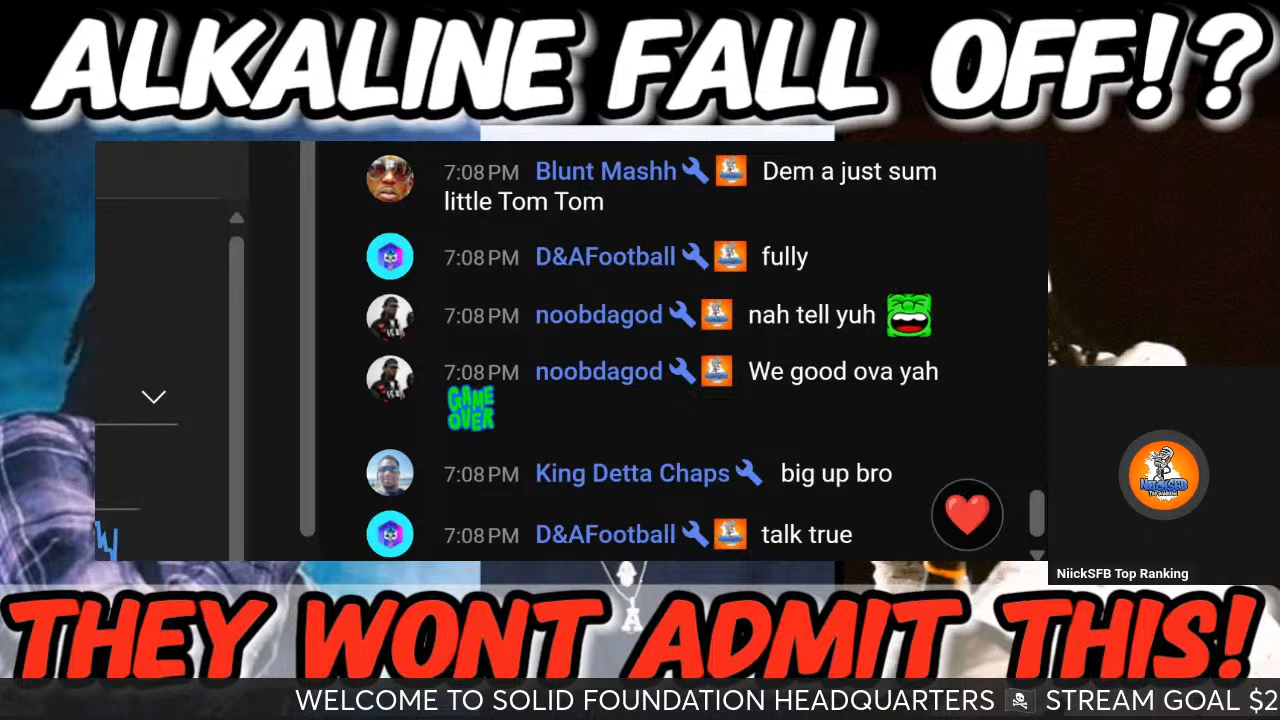 ALKALINE FALL OFF!?
7:08 PM Blunt Mashh Dem a just sum
little Tom Tom
7:08 PM D&AFootball fully
7:08 PM noobdagod nah tell yuh
7:08 PM noobdagod We good ova yah
GAME
OVER
7:08 PM King Detta Chaps big up bro
7:08 PM D&AFootball talk true
NIICKSFB
NiickSFB Top Ranking
A
THEY WONT ADMIT THIS!
WELCOME TO SOLID FOUNDATION HEADQUARTERS STREAM GOAL $2